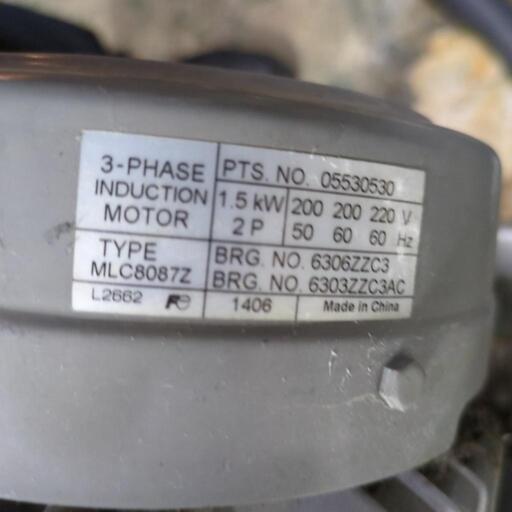 3-PHASE
INDUCTION
MOTOR
PTS. NO. 05530530
1.5 kW 200 200 220 V
2 P 50 60 60 Hz
TYPE
MLC8087Z
BRG. NO. 6306ZZC3
BRG. NO. 6303ZZC3AC
L2662 Fe 1406 Made in China